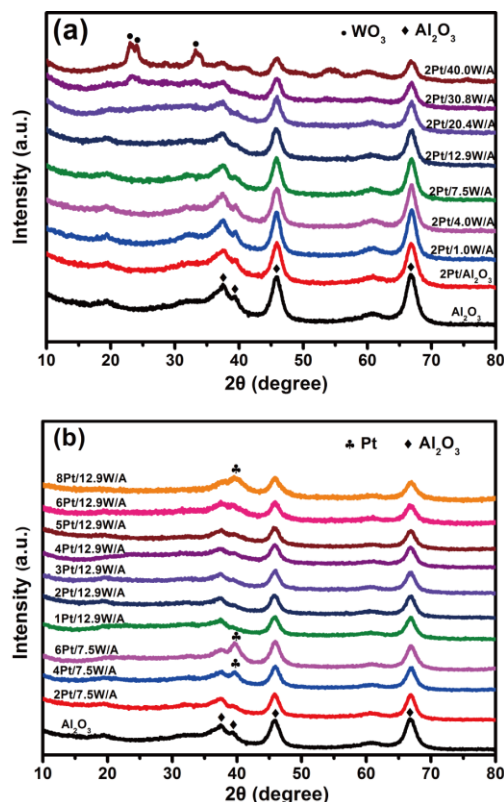 (a)
• WO₃ ♦ Al₂O₃
2Pt/40.0W/A
2Pt/30.8W/A
2Pt/20.4W/A
2Pt/12.9W/A
2Pt/7.5W/A
2Pt/4.0W/A
2Pt/1.0W/A
2Pt/Al₂O₃
Al₂O₃
Intensity (a.u.)
10 20 30 40 50 60 70 80
2θ (degree)
(b)
♣ Pt ♦ Al₂O₃
8Pt/12.9W/A
6Pt/12.9W/A
5Pt/12.9W/A
4Pt/12.9W/A
3Pt/12.9W/A
2Pt/12.9W/A
1Pt/12.9W/A
6Pt/7.5W/A
4Pt/7.5W/A
2Pt/7.5W/A
Al₂O₃
Intensity (a.u.)
10 20 30 40 50 60 70 80
2θ (degree)